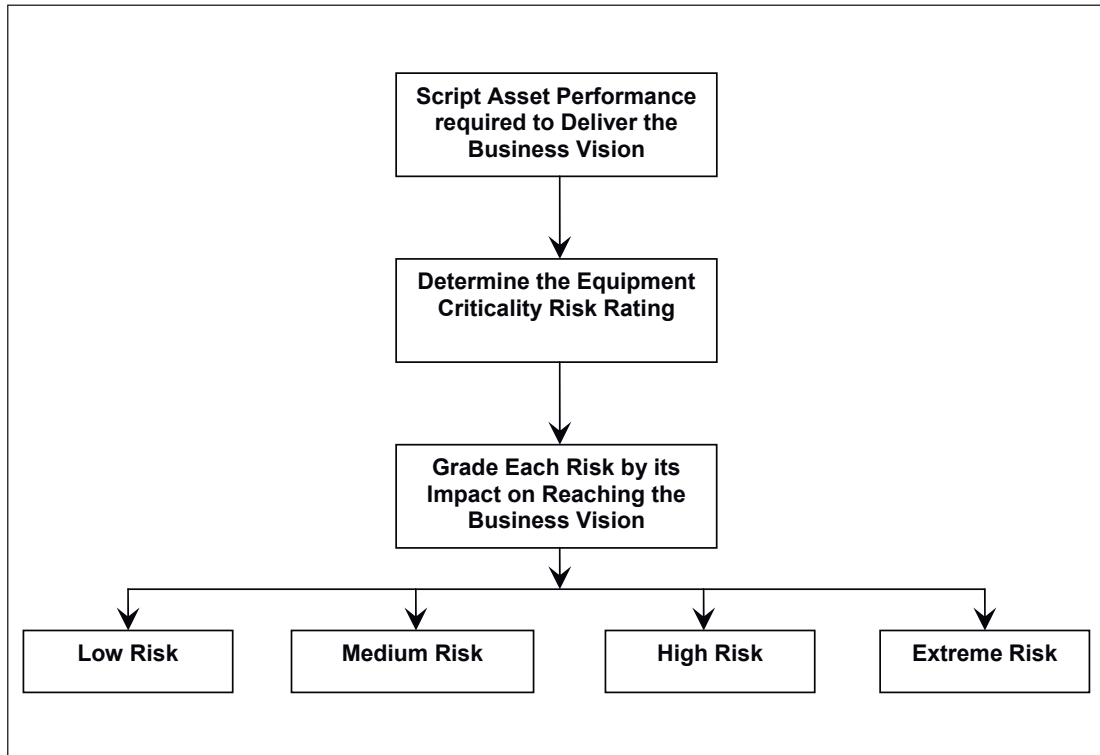 Script Asset Performance
required to Deliver the
Business Vision
Determine the Equipment
Criticality Risk Rating
Grade Each Risk by its
Impact on Reaching the
Business Vision
Low Risk
Medium Risk
High Risk
Extreme Risk